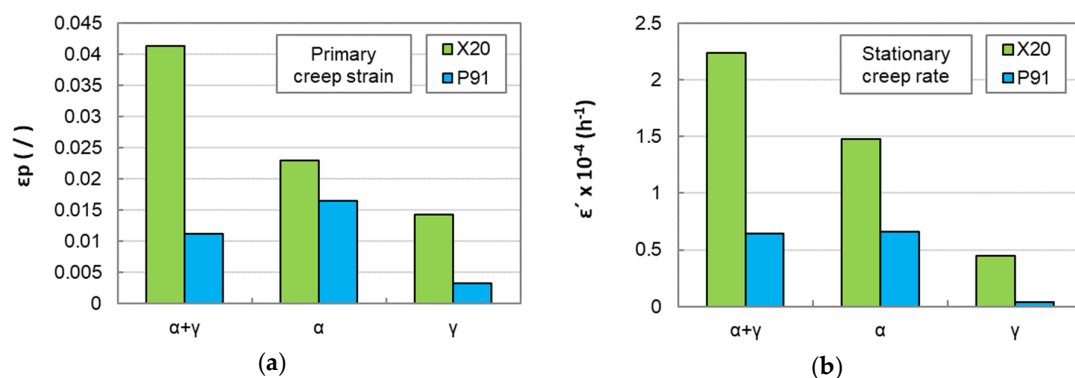 0.045
0.04
0.035
0.03
0.025
0.02
0.015
0.01
0.005
0
εp ( / )
Primary
creep strain
X20
P91
α+γ
α
γ
(a)
2.5
2
1.5
1
0.5
0
ε´ x 10⁻⁴ (h⁻¹)
Stationary
creep rate
X20
P91
α+γ
α
γ
(b)